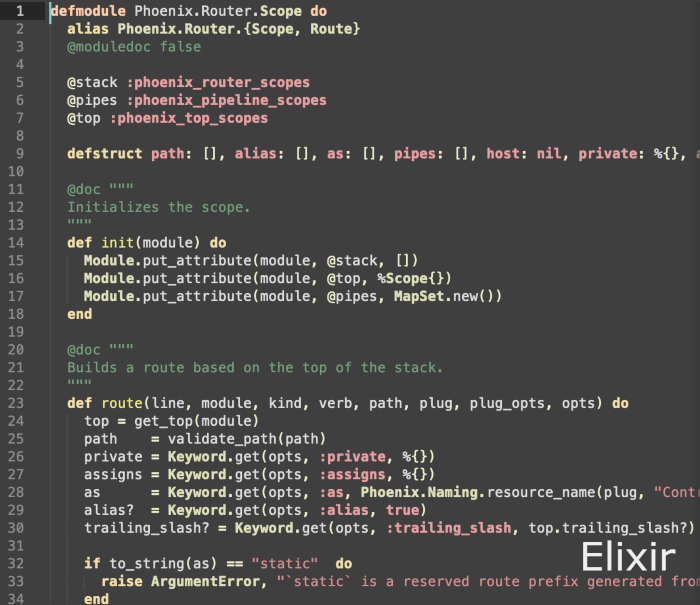 1 defmodule Phoenix.Router.Scope do
2 alias Phoenix.Router.{Scope, Route}
3 @moduledoc false
4
5 @stack :phoenix_router_scopes
6 @pipes :phoenix_pipeline_scopes
7 @top :phoenix_top_scopes
8
9 defstruct path: [], alias: [], as: [], pipes: [], host: nil, private: %{},
10
11 @doc """
12 Initializes the scope.
13 """
14 def init(module) do
15 Module.put_attribute(module, @stack, [])
16 Module.put_attribute(module, @top, %Scope{})
17 Module.put_attribute(module, @pipes, MapSet.new())
18 end
19
20 @doc """
21 Builds a route based on the top of the stack.
22 """
23 def route(line, module, kind, verb, path, plug, plug_opts, opts) do
24 top = get_top(module)
25 path = validate_path(path)
26 private = Keyword.get(opts, :private, %{})
27 assigns = Keyword.get(opts, :assigns, %{})
28 as = Keyword.get(opts, :as, Phoenix.Naming.resource_name(plug, "Cont
29 alias? = Keyword.get(opts, :alias, true)
30 trailing_slash? = Keyword.get(opts, :trailing_slash, top.trailing_slash?)
31
32 if to_string(as) == "static" do
33 raise ArgumentError, "`static` is a reserved route prefix generated fro
34 end
Elixir